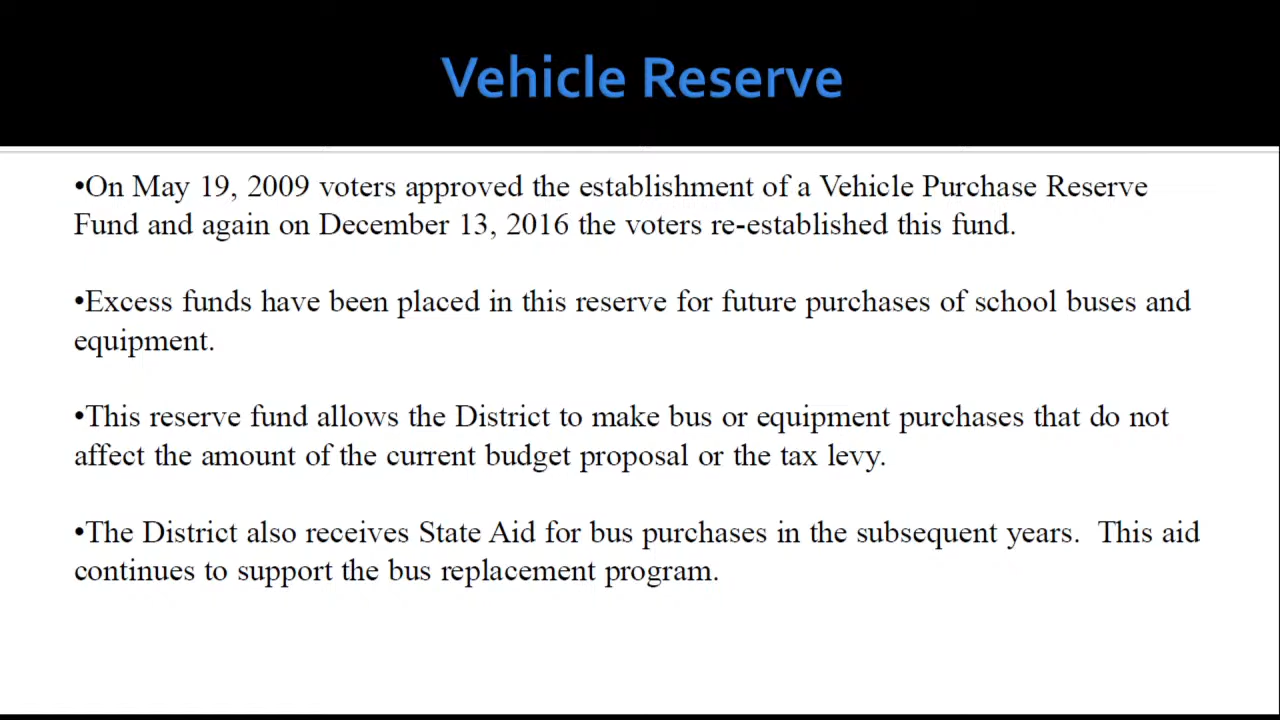 Vehicle Reserve
•On May 19, 2009 voters approved the establishment of a Vehicle Purchase Reserve
Fund and again on December 13, 2016 the voters re-established this fund.
•Excess funds have been placed in this reserve for future purchases of school buses and
equipment.
•This reserve fund allows the District to make bus or equipment purchases that do not
affect the amount of the current budget proposal or the tax levy.
•The District also receives State Aid for bus purchases in the subsequent years.  This aid
continues to support the bus replacement program.